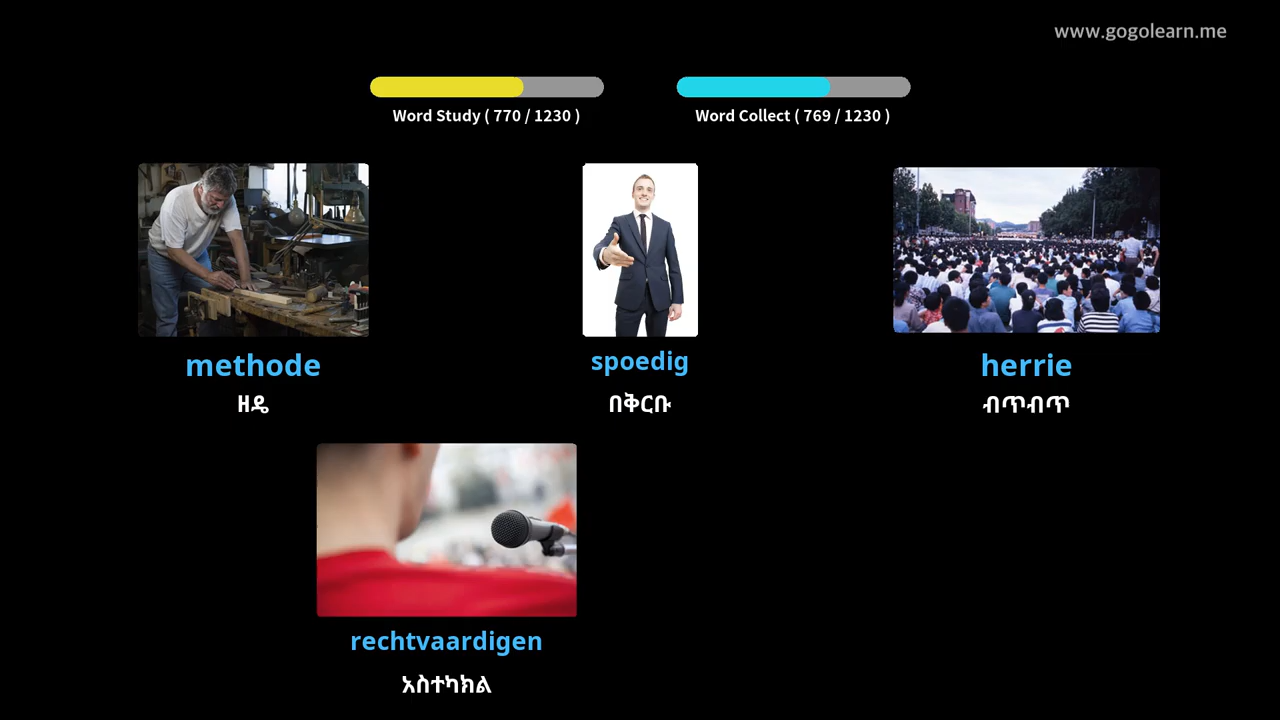 www.gogolearn.me
Word Study ( 770 / 1230 )
Word Collect ( 769 / 1230 )
methode
ዘዴ
spoedig
በቅርቡ
herrie
ብጥብጥ
rechtvaardigen
አስተካክል